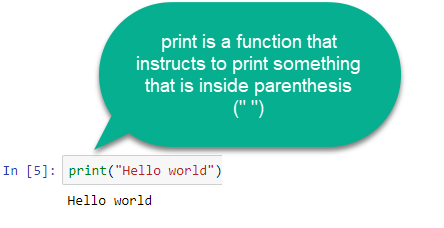 print is a function that
instructs to print something
that is inside parenthesis
(" ")
In [5]: print("Hello world")
Hello world